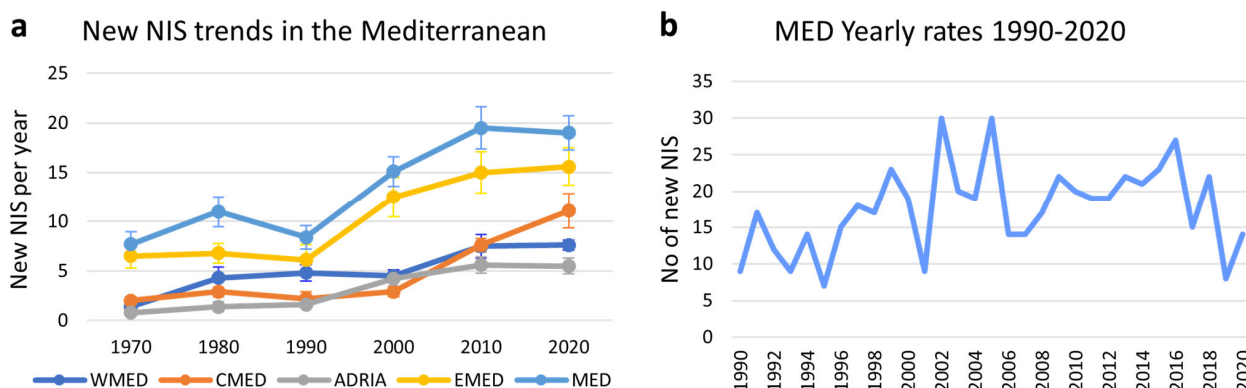 a New NIS trends in the Mediterranean
New NIS per year
25
20
15
10
5
0
1970 1980 1990 2000 2010 2020
WMED CMED ADRIA EMED MED
b MED Yearly rates 1990-2020
No of new NIS
35
30
25
20
15
10
5
0
1990 1992 1994 1996 1998 2000 2002 2004 2006 2008 2010 2012 2014 2016 2018 2020